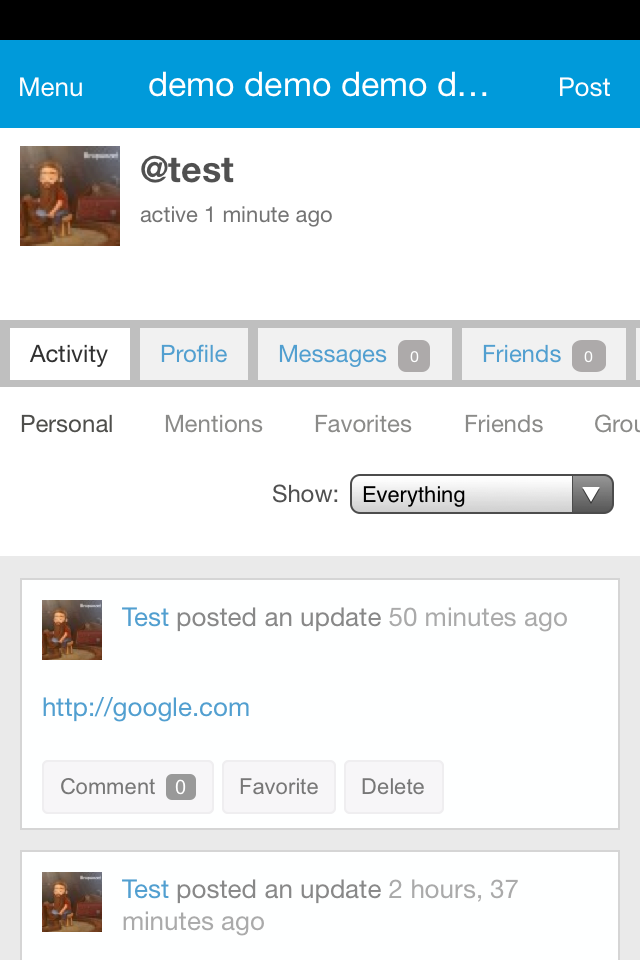 Menu demo demo demo d... Post
@test
active 1 minute ago
Activity Profile Messages 0 Friends 0
Personal Mentions Favorites Friends Grou
Show: Everything
Test posted an update 50 minutes ago
http://google.com
Comment 0 Favorite Delete
Test posted an update 2 hours, 37
minutes ago